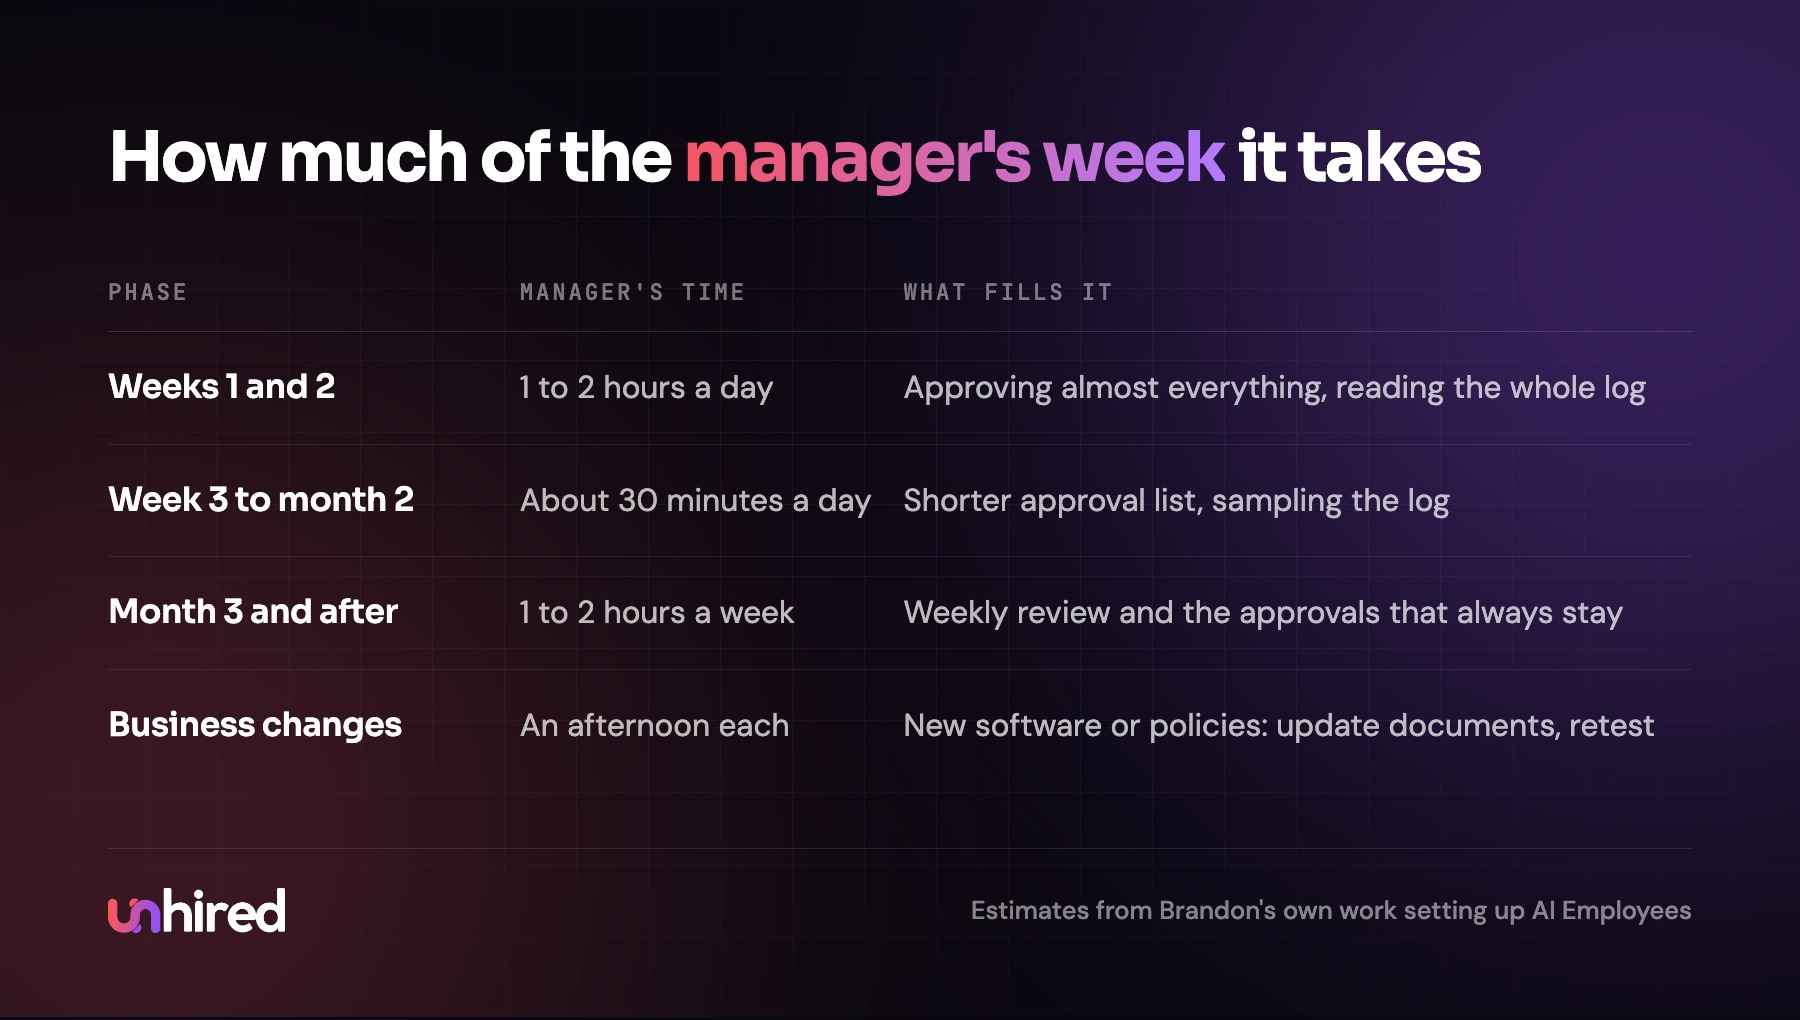 How much of the manager's week it takes
PHASE MANAGER'S TIME WHAT FILLS IT
Weeks 1 and 2 1 to 2 hours a day Approving almost everything, reading the whole log
Week 3 to month 2 About 30 minutes a day Shorter approval list, sampling the log
Month 3 and after 1 to 2 hours a week Weekly review and the approvals that always stay
Business changes An afternoon each New software or policies: update documents, retest
unhired Estimates from Brandon's own work setting up AI Employees